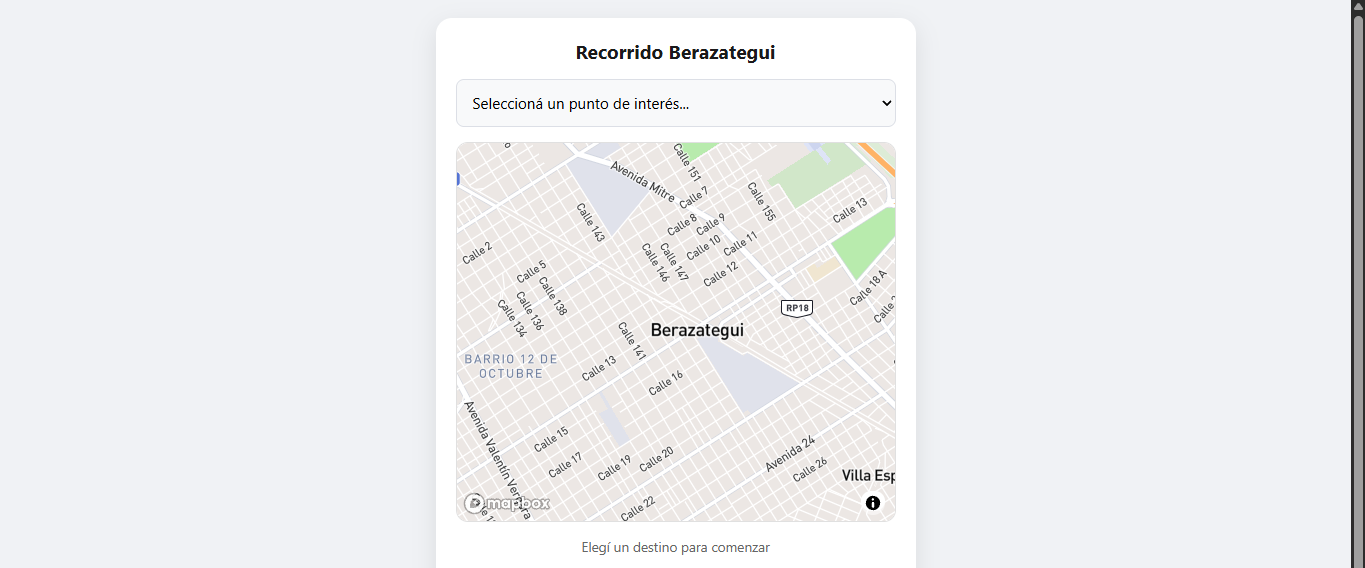 Recorrido Berazategui
Seleccioná un punto de interés...
Calle 151
Avenida Mitre
Calle 7
Calle 155
Calle 13
Calle 143
Calle 8
Calle 9
Calle 2
Calle 146
Calle 147
Calle 10
Calle 11
Calle 5
Calle 12
Calle 138
Calle 18 A
Calle 134
Calle 136
RP18
Berazategui
Calle 141
BARRIO 12 DE
OCTUBRE
Calle 13
Calle 16
Avenida Valentín Vergara
Calle 15
Calle 20
Avenida 24
Calle 17
Calle 19
Calle 26
Villa Esp
mapbox
Calle 22
Elegí un destino para comenzar